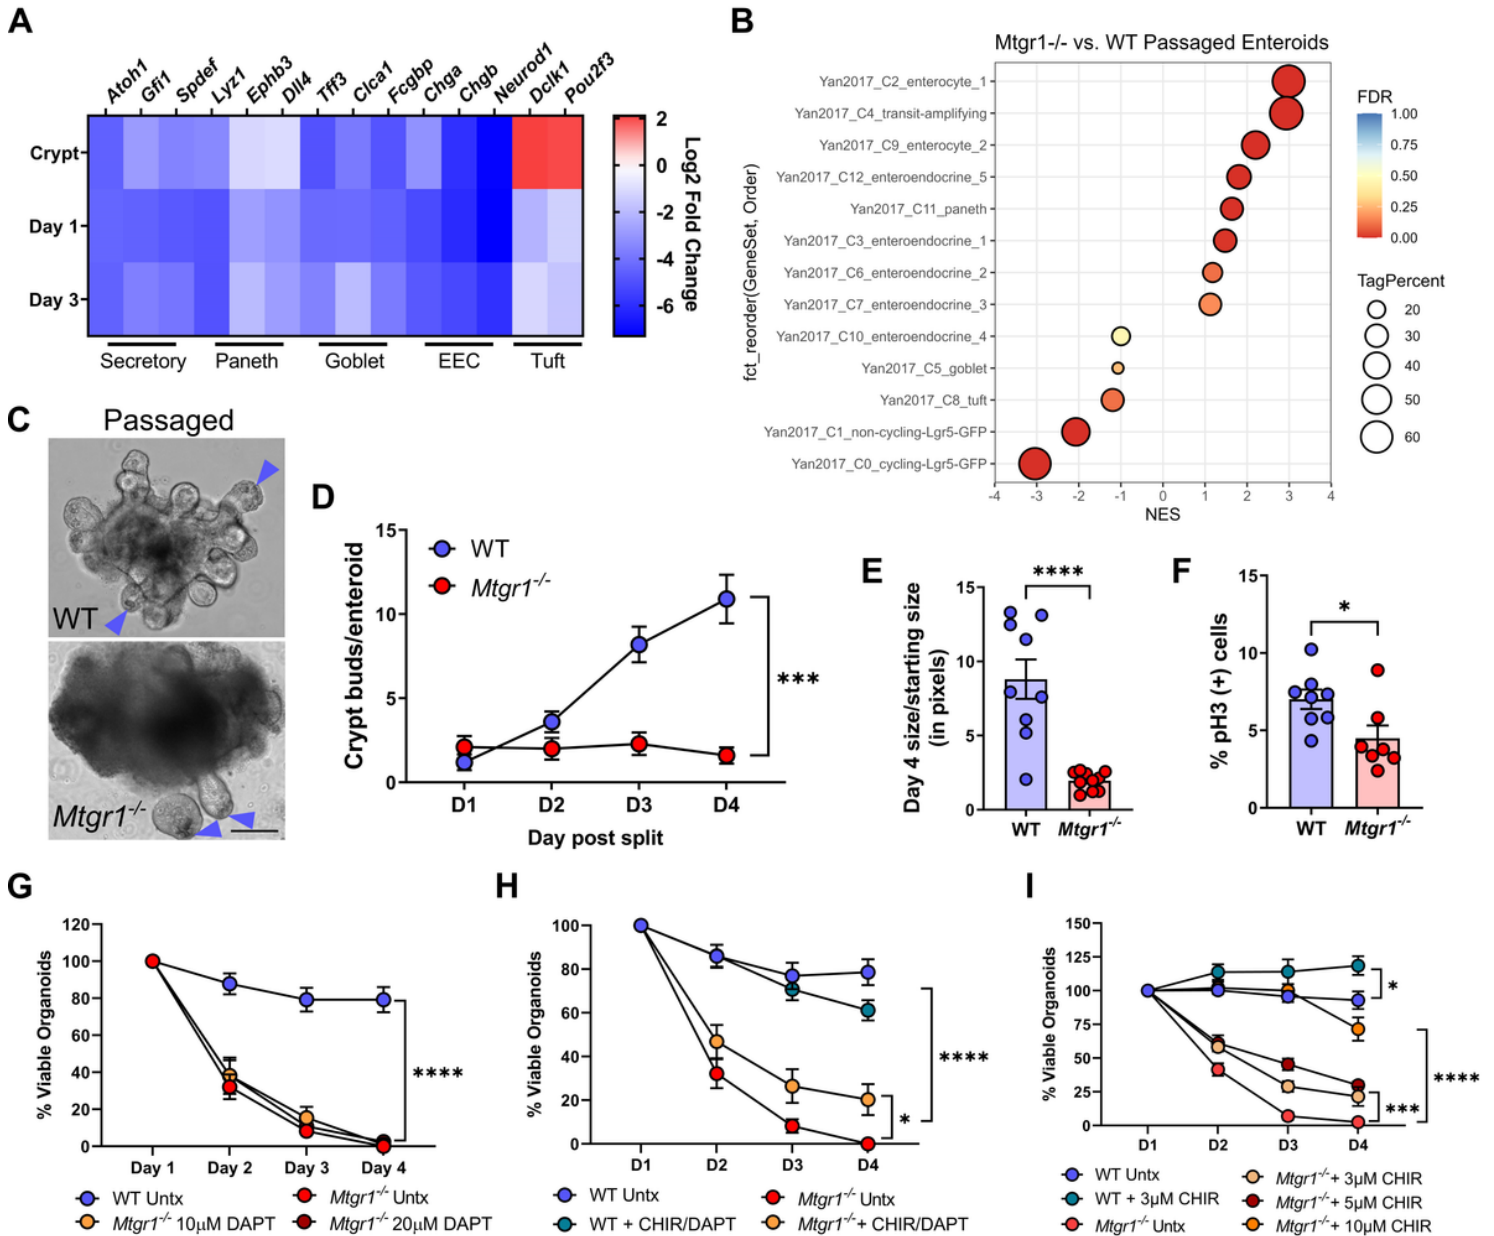 A
Atoh1 Gfi1 Spdef Lyz1 Ephb3 Dll4 Tff3 Clca1 Fcgbp Chga Chgb Neurod1 Dclk1 Pou2f3
Crypt
Day 1
Day 3
Secretory Paneth Goblet EEC Tuft
2
0
-2
-4
-6
Log2 Fold Change
B
Mtgr1-/- vs. WT Passaged Enteroids
fct_reorder(GeneSet, Order)
Yan2017_C2_enterocyte_1
Yan2017_C4_transit-amplifying
Yan2017_C9_enterocyte_2
Yan2017_C12_enteroendocrine_5
Yan2017_C11_paneth
Yan2017_C3_enteroendocrine_1
Yan2017_C6_enteroendocrine_2
Yan2017_C7_enteroendocrine_3
Yan2017_C10_enteroendocrine_4
Yan2017_C5_goblet
Yan2017_C8_tuft
Yan2017_C1_non-cycling-Lgr5-GFP
Yan2017_C0_cycling-Lgr5-GFP
-4 -3 -2 -1 0 1 2 3 4
NES
FDR
1.00
0.75
0.50
0.25
0.00
TagPercent
20
30
40
50
60
C
Passaged
WT
Mtgr1-/-
D
Crypt buds/enteroid
15
10
5
0
WT
Mtgr1-/-
***
D1 D2 D3 D4
Day post split
E
Day 4 size/starting size
(in pixels)
15
10
5
0
****
WT Mtgr1-/-
F
% pH3 (+) cells
15
10
5
0
*
WT Mtgr1-/-
G
% Viable Organoids
120
100
80
60
40
20
0
****
Day 1 Day 2 Day 3 Day 4
WT Untx Mtgr1-/- Untx
Mtgr1-/- 10µM DAPT Mtgr1-/- 20µM DAPT
H
% Viable Organoids
100
80
60
40
20
0
****
*
D1 D2 D3 D4
WT Untx Mtgr1-/- Untx
WT + CHIR/DAPT Mtgr1-/- + CHIR/DAPT
I
% Viable Organoids
150
125
100
75
50
25
0
*
****
***
D1 D2 D3 D4
WT Untx Mtgr1-/- + 3µM CHIR
WT + 3µM CHIR Mtgr1-/- + 5µM CHIR
Mtgr1-/- Untx Mtgr1-/- + 10µM CHIR